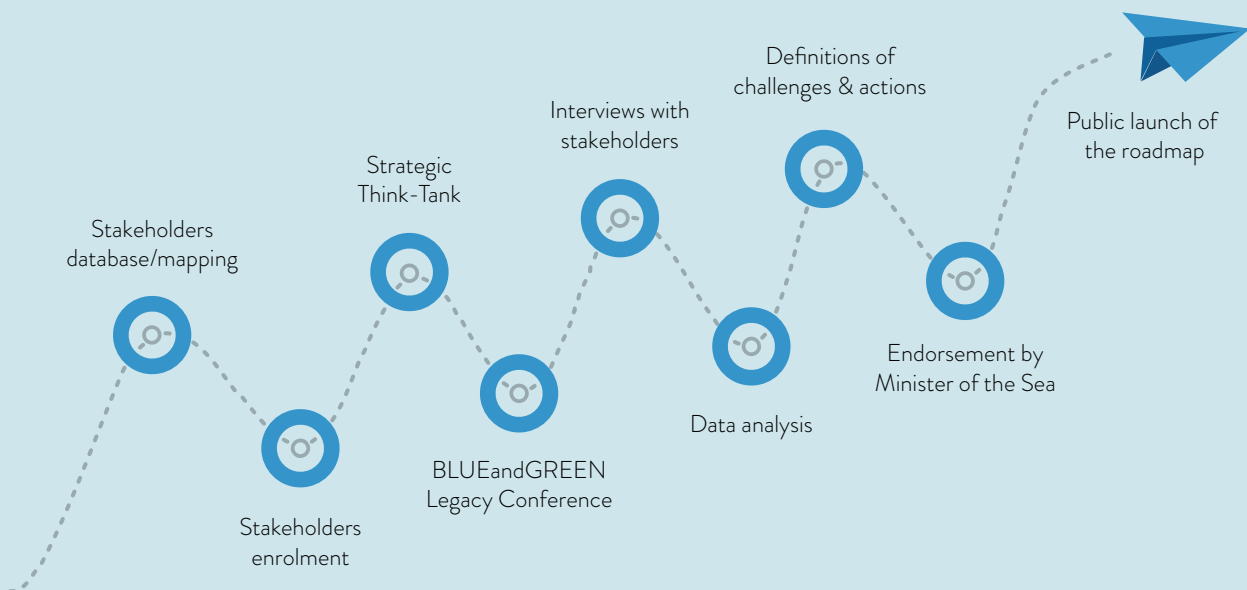 Stakeholders
database/mapping
Stakeholders
enrolment
Strategic
Think-Tank
BLUEandGREEN
Legacy Conference
Interviews with
stakeholders
Data analysis
Definitions of
challenges & actions
Endorsement by
Minister of the Sea
Public launch of
the roadmap